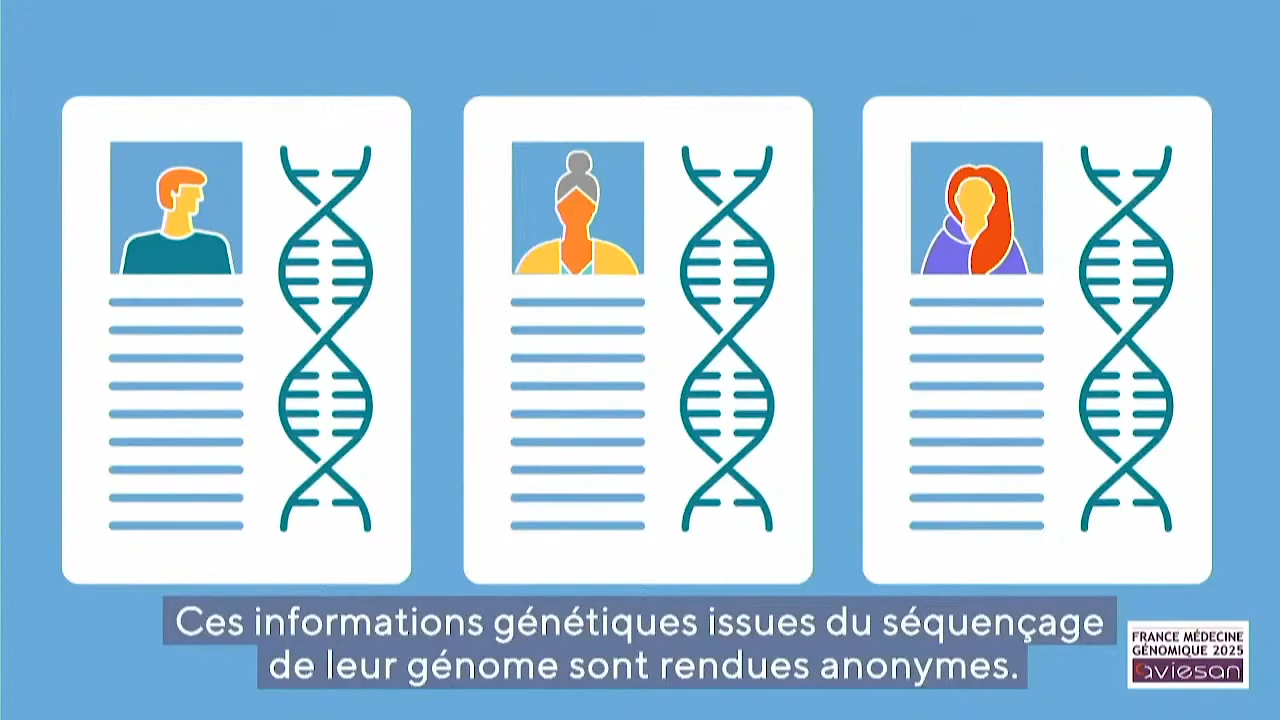 Ces informations génétiques issues du séquençage
de leur génome sont rendues anonymes.
FRANCE MÉDECINE
GÉNOMIQUE 2025
aviesan